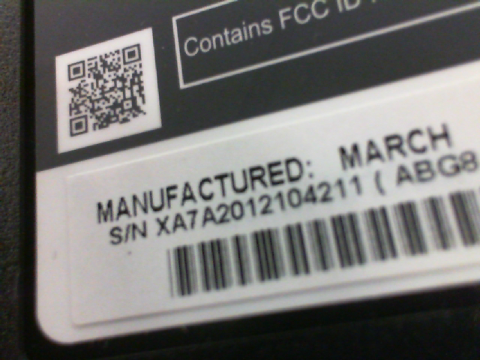 Contains FCC ID
MANUFACTURED: MARCH
S/N XA7A2012104211 ( ABG8